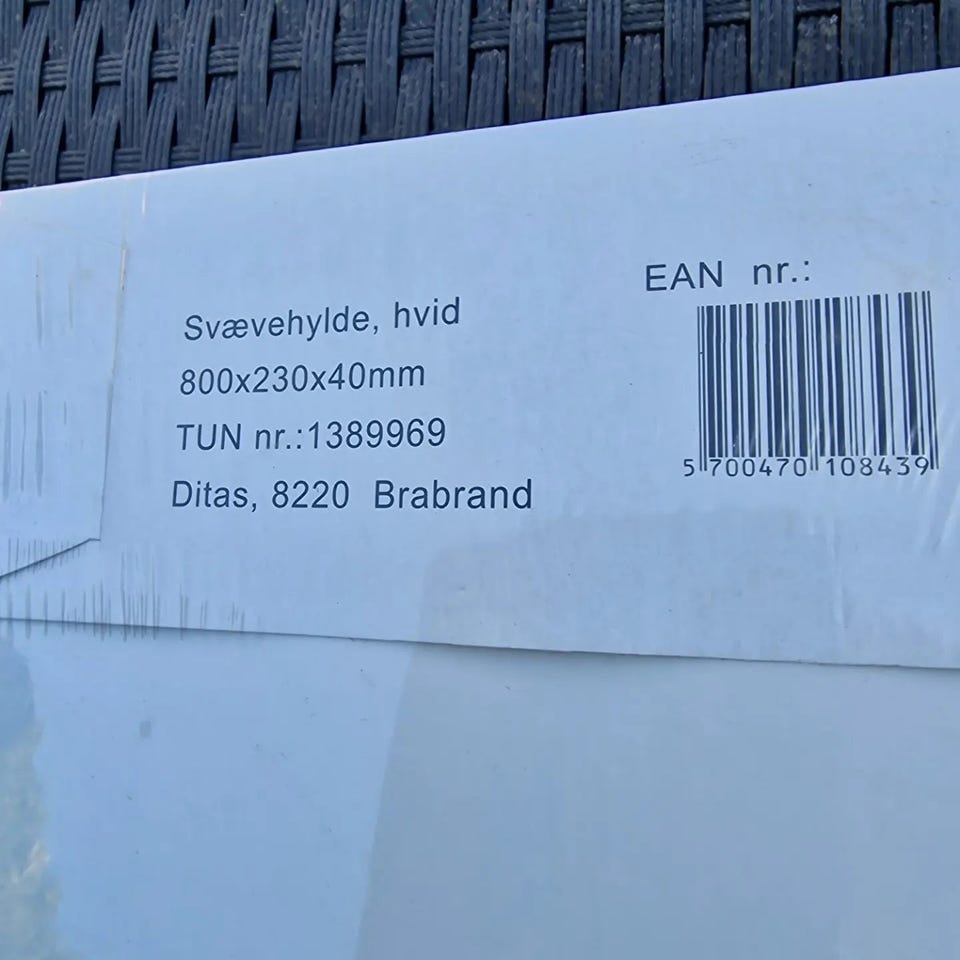 Svævehylde, hvid
800x230x40mm
TUN nr.:1389969
Ditas, 8220 Brabrand
EAN nr.:
5 700470 108439